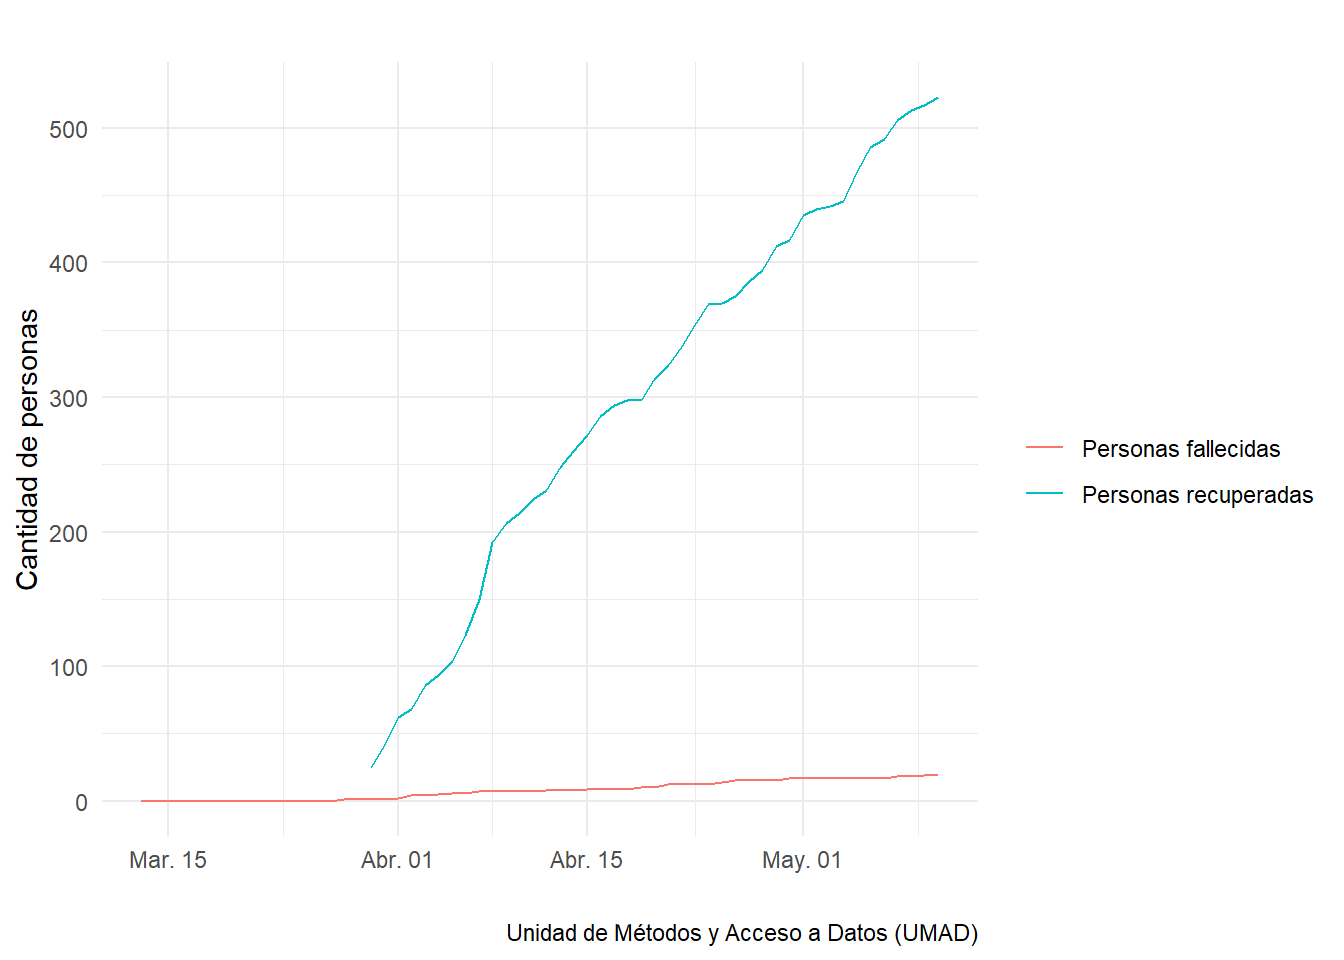 Cantidad de personas
500
400
300
200
100
0
Mar. 15
Abr. 01
Abr. 15
May. 01
Personas fallecidas
Personas recuperadas
Unidad de Métodos y Acceso a Datos (UMAD)